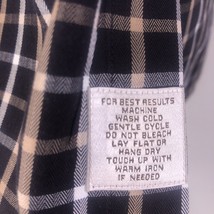 FOR BEST RESULTS
MACHINE
WASH COLD
GENTLE CYCLE
DO NOT BLEACH
LAY FLAT OR
HANG DRY
TOUCH UP WITH
WARM IRON
IF NEEDED